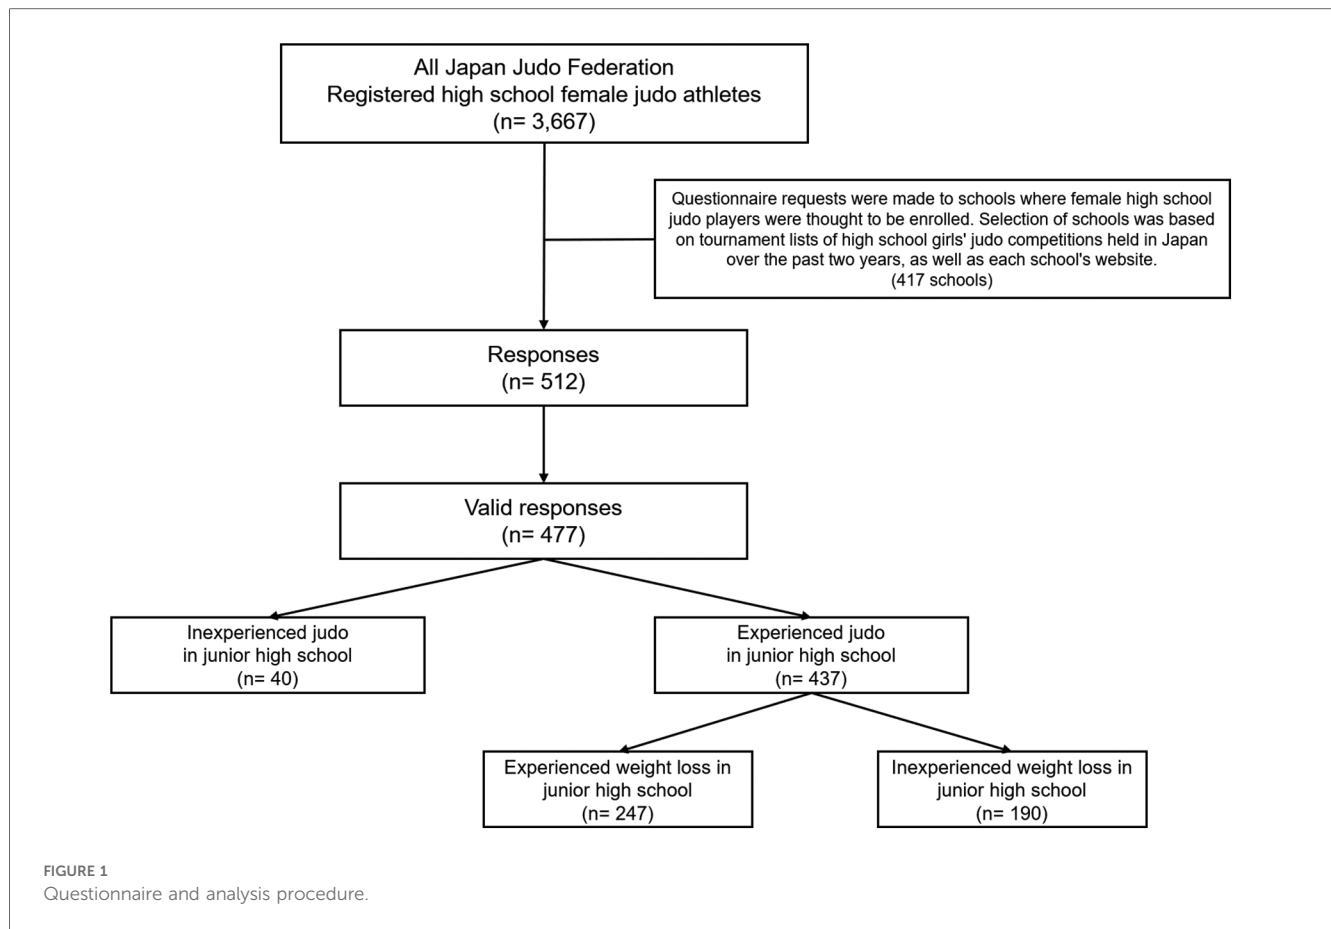 All Japan Judo Federation
Registered high school female judo athletes
(n= 3,667)
Questionnaire requests were made to schools where female high school
judo players were thought to be enrolled. Selection of schools was based
on tournament lists of high school girls' judo competitions held in Japan
over the past two years, as well as each school's website.
(417 schools)
Responses
(n= 512)
Valid responses
(n= 477)
Inexperienced judo
in junior high school
(n= 40)
Experienced judo
in junior high school
(n= 437)
Experienced weight loss in
junior high school
(n= 247)
Inexperienced weight loss in
junior high school
(n= 190)
FIGURE 1
Questionnaire and analysis procedure.